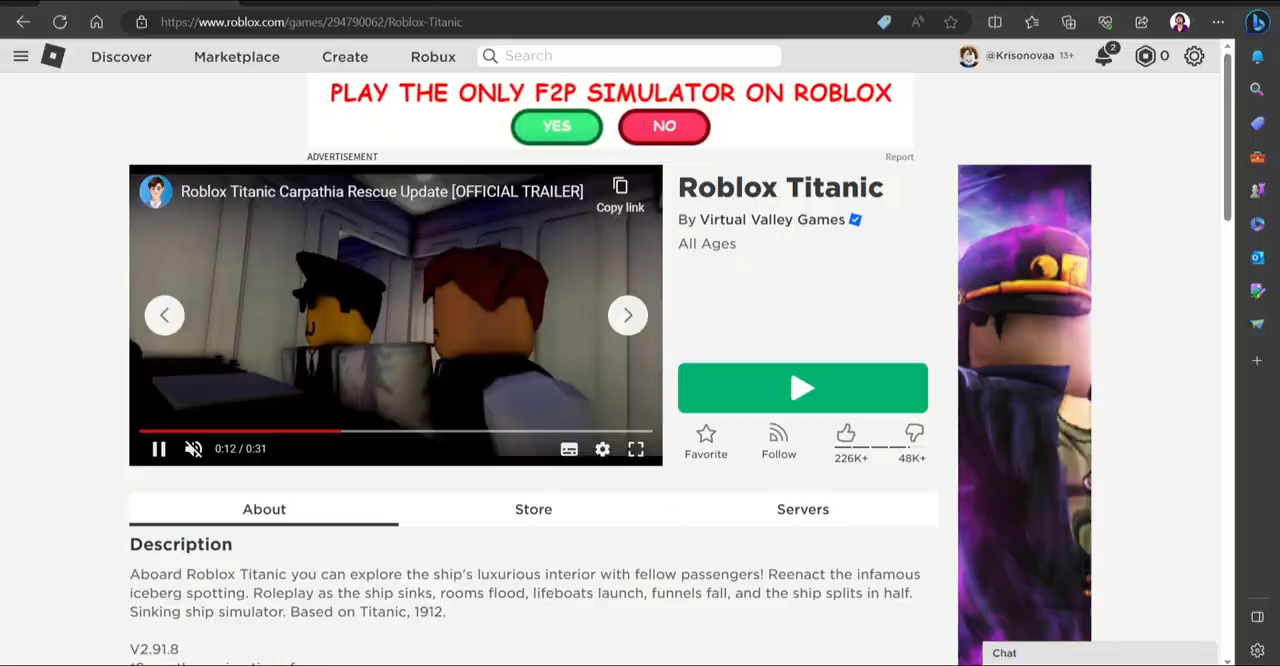 https://www.roblox.com/games/294790062/Roblox-Titanic
Discover
Marketplace
Create
Robux
Search
@Krisonovaa 13+
2
0
PLAY THE ONLY F2P SIMULATOR ON ROBLOX
YES
NO
ADVERTISEMENT
Report
Roblox Titanic Carpathia Rescue Update [OFFICIAL TRAILER]
Copy link
0:12 / 0:31
Roblox Titanic
By Virtual Valley Games
All Ages
Favorite
Follow
226K+
48K+
About
Store
Servers
Description
Aboard Roblox Titanic you can explore the ship's luxurious interior with fellow passengers! Reenact the infamous
iceberg spotting. Roleplay as the ship sinks, rooms flood, lifeboats launch, funnels fall, and the ship splits in half.
Sinking ship simulator. Based on Titanic, 1912.
V2.91.8
Chat